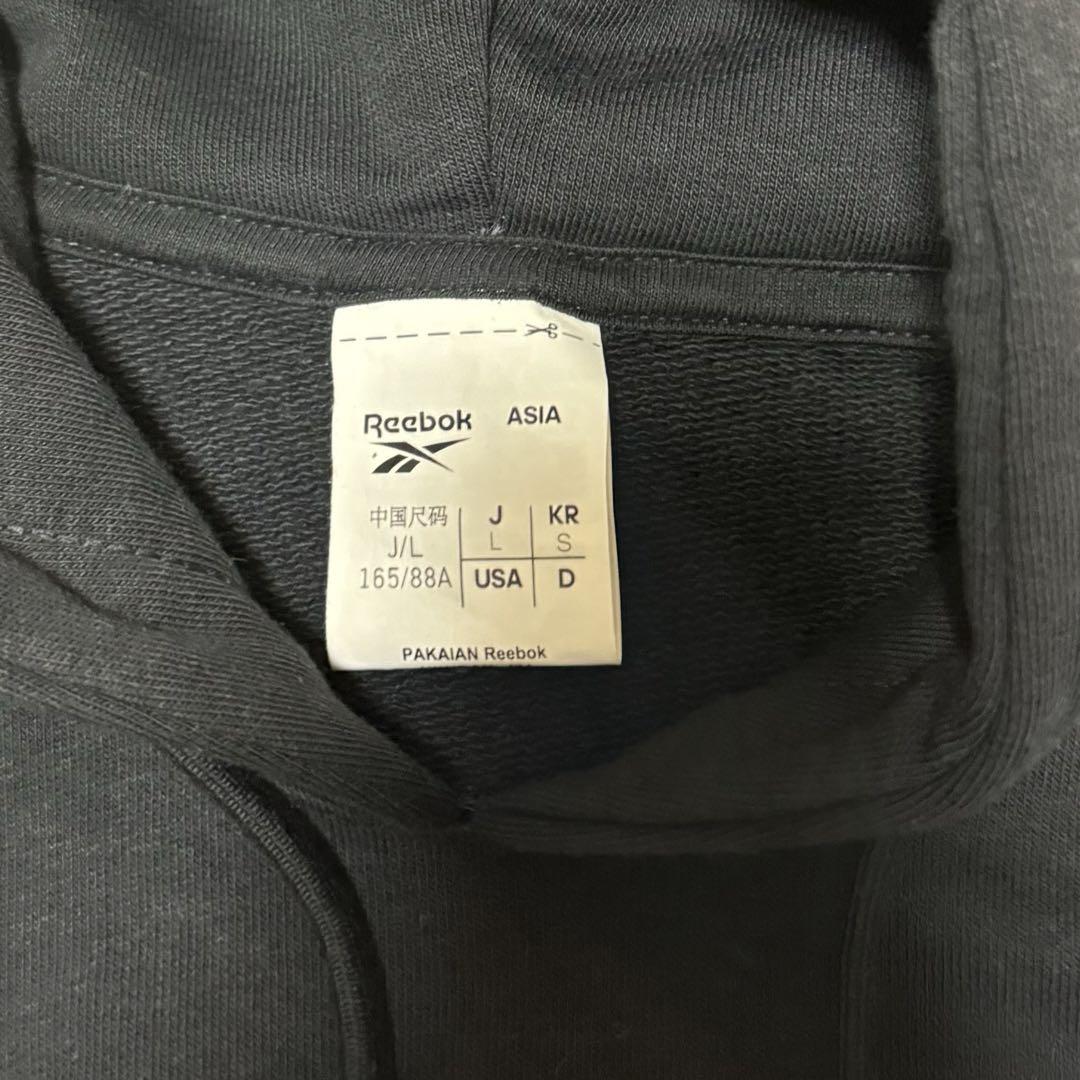 Reebok ASIA
中国尺码 J KR
J/L L S
165/88A USA D
PAKAIAN Reebok